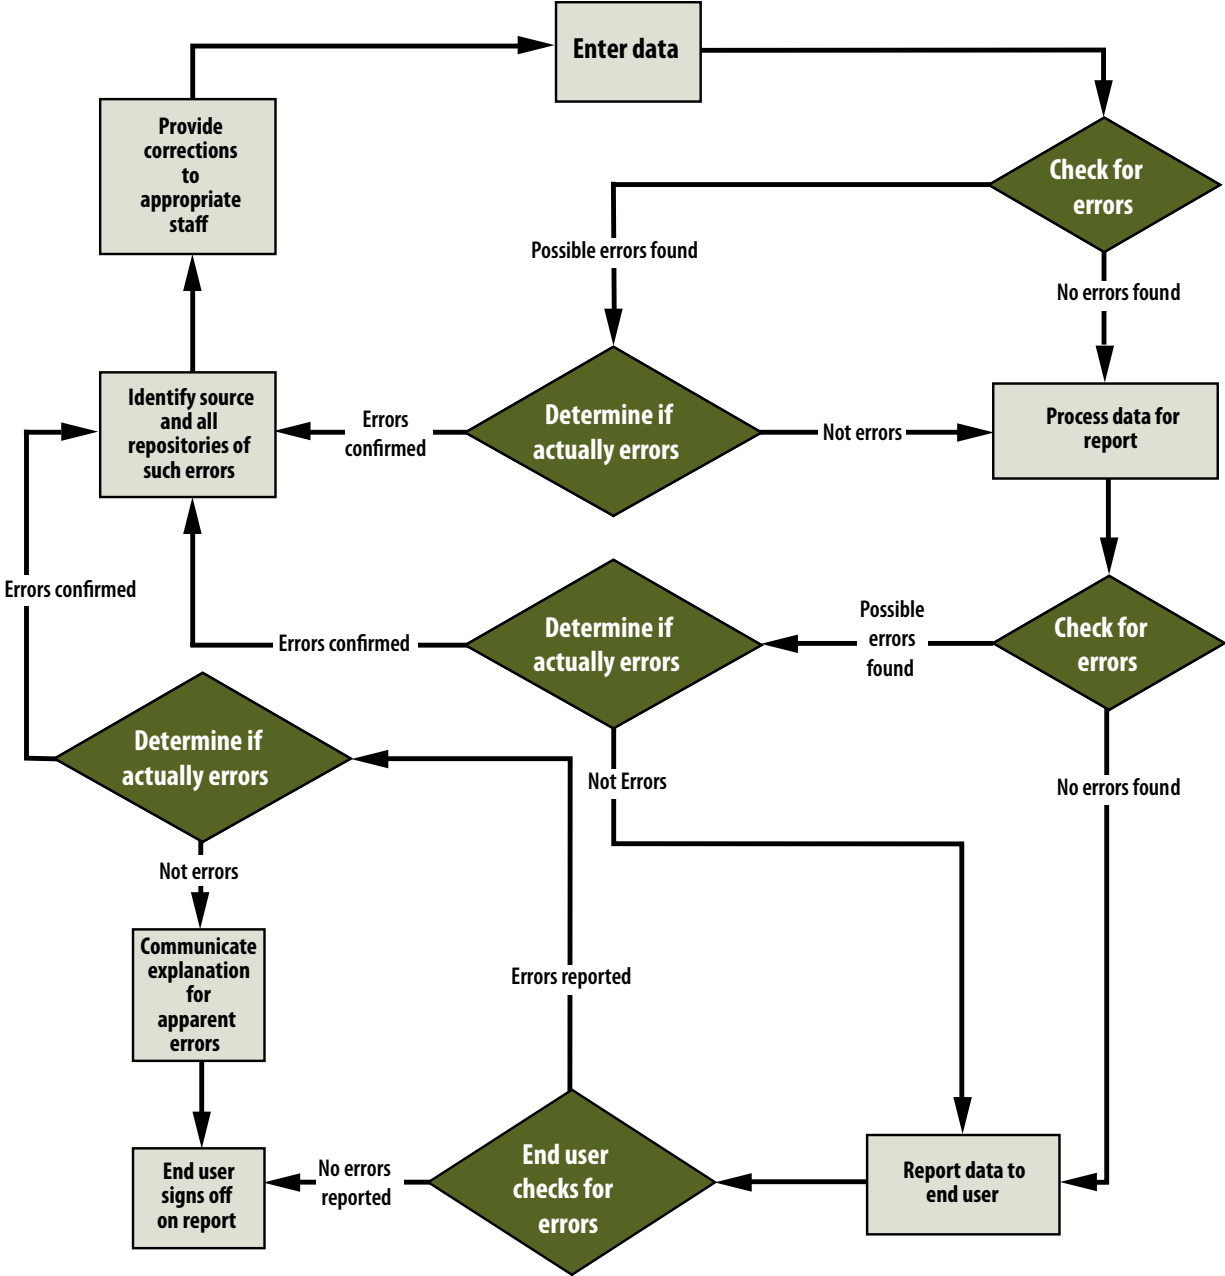 Enter data
Provide
corrections
to
appropriate
staff
Check for
errors
Possible errors found
No errors found
Identify source
and all
repositories of
such errors
Errors
confirmed
Determine if
actually errors
Not errors
Process data for
report
Errors confirmed
Errors confirmed
Determine if
actually errors
Possible
errors
found
Check for
errors
Determine if
actually errors
Not Errors
No errors found
Not errors
Communicate
explanation
for
apparent
errors
Errors reported
End user
signs off
on report
No errors
reported
End user
checks for
errors
Report data to
end user